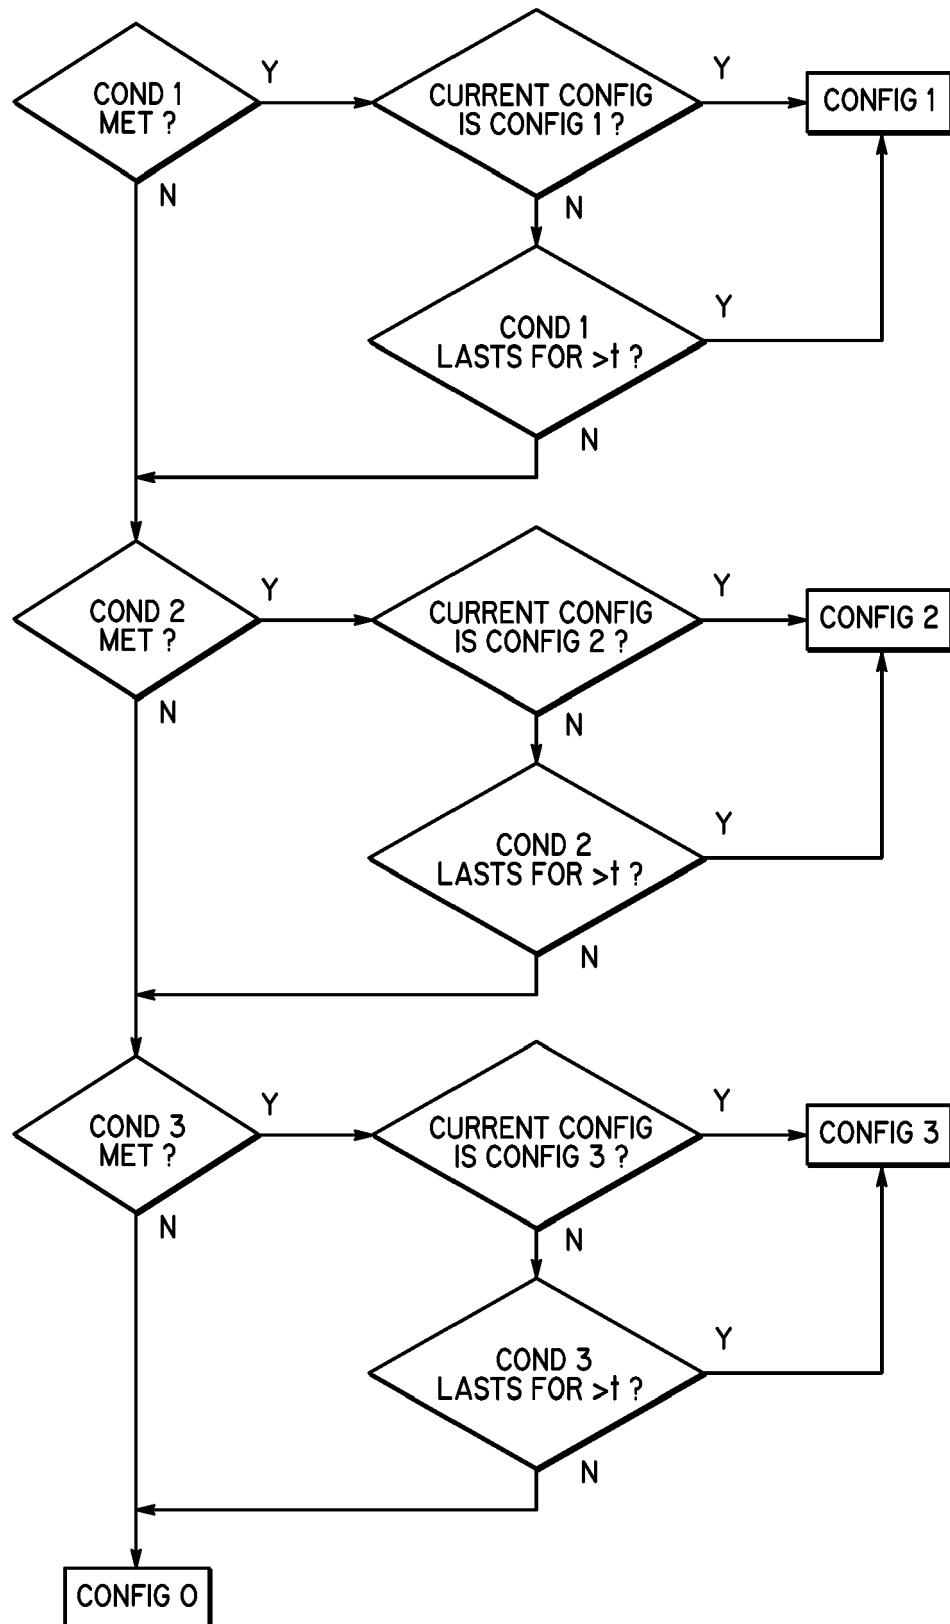 COND 1
MET ?
Y
CURRENT CONFIG
IS CONFIG 1 ?
Y
CONFIG 1
N
N
COND 1
LASTS FOR >t ?
Y
N
COND 2
MET ?
Y
CURRENT CONFIG
IS CONFIG 2 ?
Y
CONFIG 2
N
N
COND 2
LASTS FOR >t ?
Y
N
COND 3
MET ?
Y
CURRENT CONFIG
IS CONFIG 3 ?
Y
CONFIG 3
N
N
COND 3
LASTS FOR >t ?
Y
N
CONFIG 0